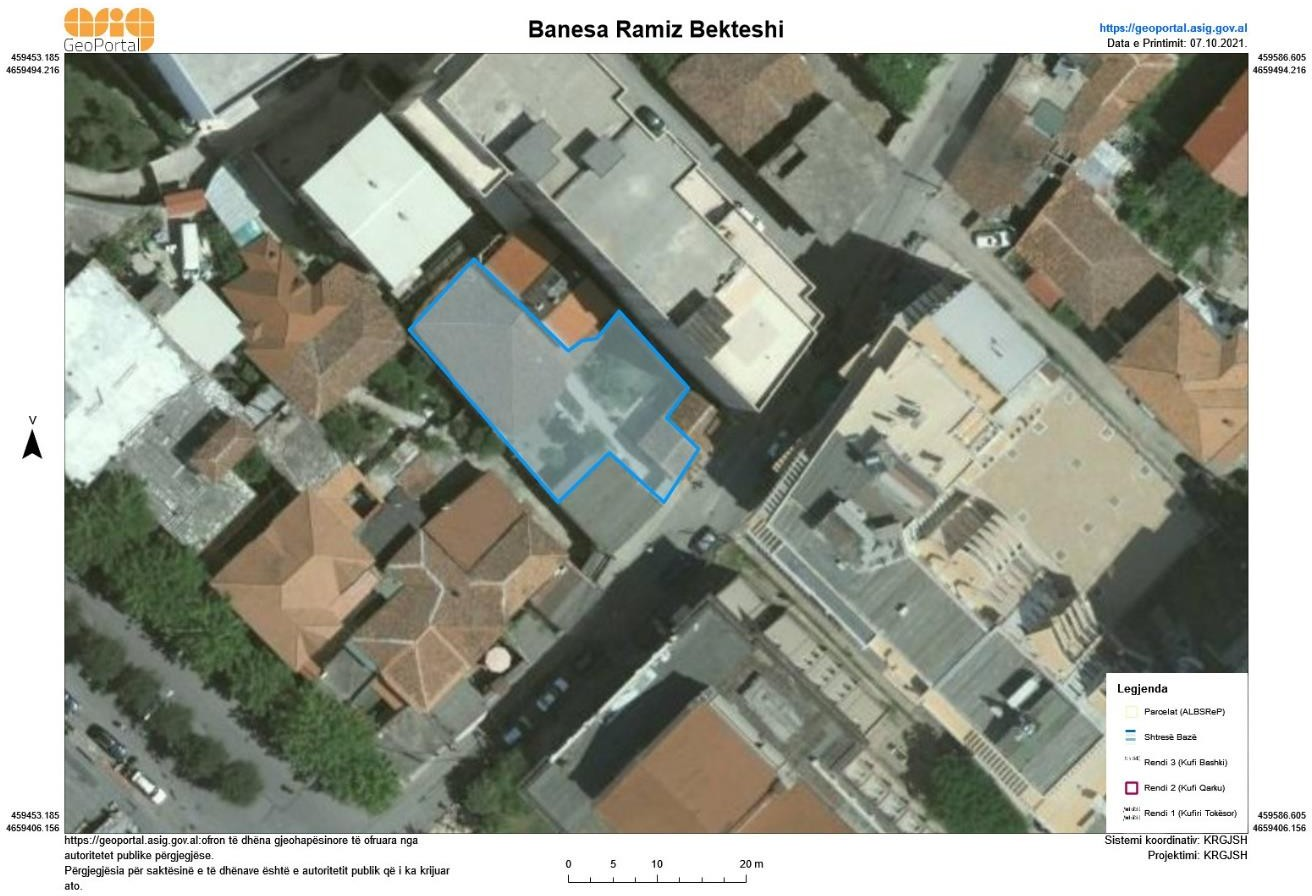 asig
GeoPortal
Banesa Ramiz Bekteshi
https://geoportal.asig.gov.al
Data e Printimit: 07.10.2021.
459453.185
4659494.216
459586.605
4659494.216
V
Legjenda
Parcelat (ALBSReP)
Shtresë Bazë
Rendi 3 (Kufi Bashki)
Rendi 2 (Kufi Qarku)
Rendi 1 (Kufiri Tokësor)
459453.185
4659406.156
459586.605
4659406.156
https://geoportal.asig.gov.al:ofron të dhëna gjeohapësinore të ofruara nga
autoritetet publike përgjegjëse.
Përgjegjësia për saktësinë e të dhënave është e autoritetit publik që i ka krijuar
ato.
0 5 10 20 m
Sistemi koordinativ: KRGJSH
Projektimi: KRGJSH